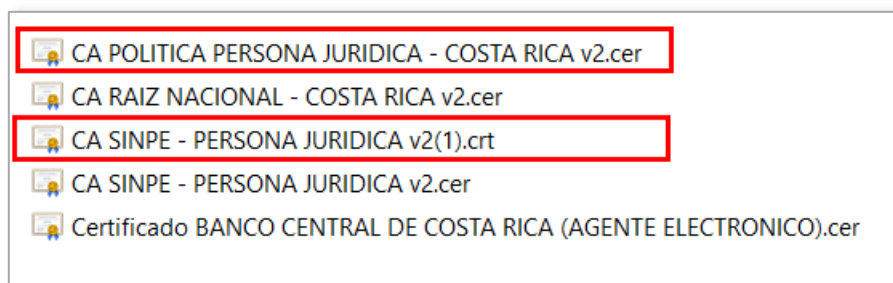 CA POLITICA PERSONA JURIDICA - COSTA RICA v2.cer
CA RAIZ NACIONAL - COSTA RICA v2.cer
CA SINPE - PERSONA JURIDICA v2(1).crt
CA SINPE - PERSONA JURIDICA v2.cer
Certificado BANCO CENTRAL DE COSTA RICA (AGENTE ELECTRONICO).cer